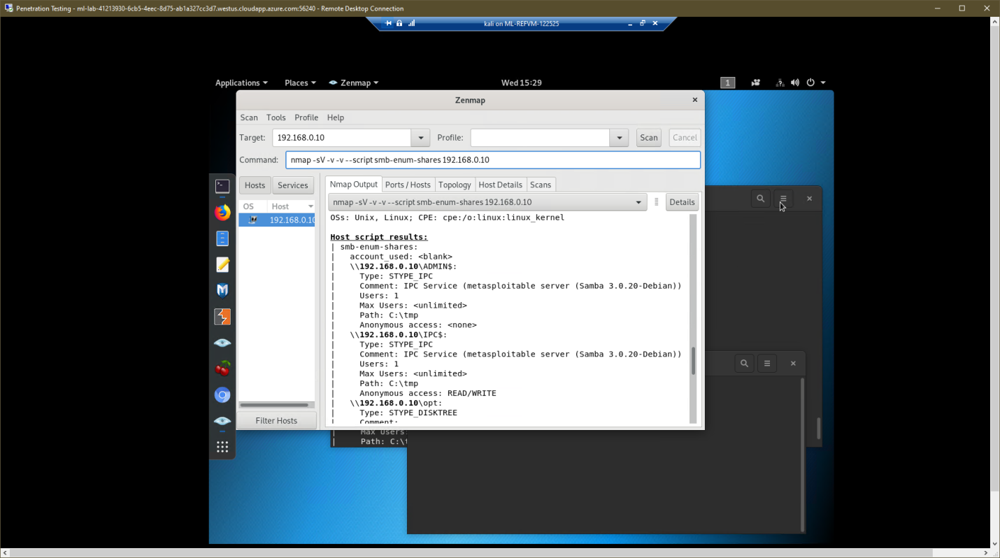 Penetration Testing - ml-lab-41213930-6cb5-4eec-8d75-ab1a327cc3d7.westus.cloudapp.azure.com:56240 - Remote Desktop Connection
kali on ML-REFVM-122525
Applications Places Zenmap Wed 15:29 1
Zenmap
Scan Tools Profile Help
Target: 192.168.0.10 Profile: Scan Cancel
Command: nmap -sV -v -v --script smb-enum-shares 192.168.0.10
Hosts Services
Nmap Output Ports / Hosts Topology Host Details Scans
OS Host
192.168.0.10
nmap -sV -v -v --script smb-enum-shares 192.168.0.10 Details
OSs: Unix, Linux; CPE: cpe:/o:linux:linux_kernel
Host script results:
| smb-enum-shares:
| account_used: <blank>
| \\192.168.0.10\ADMIN$:
| Type: STYPE_IPC
| Comment: IPC Service (metasploitable server (Samba 3.0.20-Debian))
| Users: 1
| Max Users: <unlimited>
| Path: C:\tmp
| Anonymous access: <none>
| \\192.168.0.10\IPC$:
| Type: STYPE_IPC
| Comment: IPC Service (metasploitable server (Samba 3.0.20-Debian))
| Users: 1
| Max Users: <unlimited>
| Path: C:\tmp
| Anonymous access: READ/WRITE
| \\192.168.0.10\opt:
| Type: STYPE_DISKTREE
| Comment:
Filter Hosts
| Max Users:
| Path: C:\t